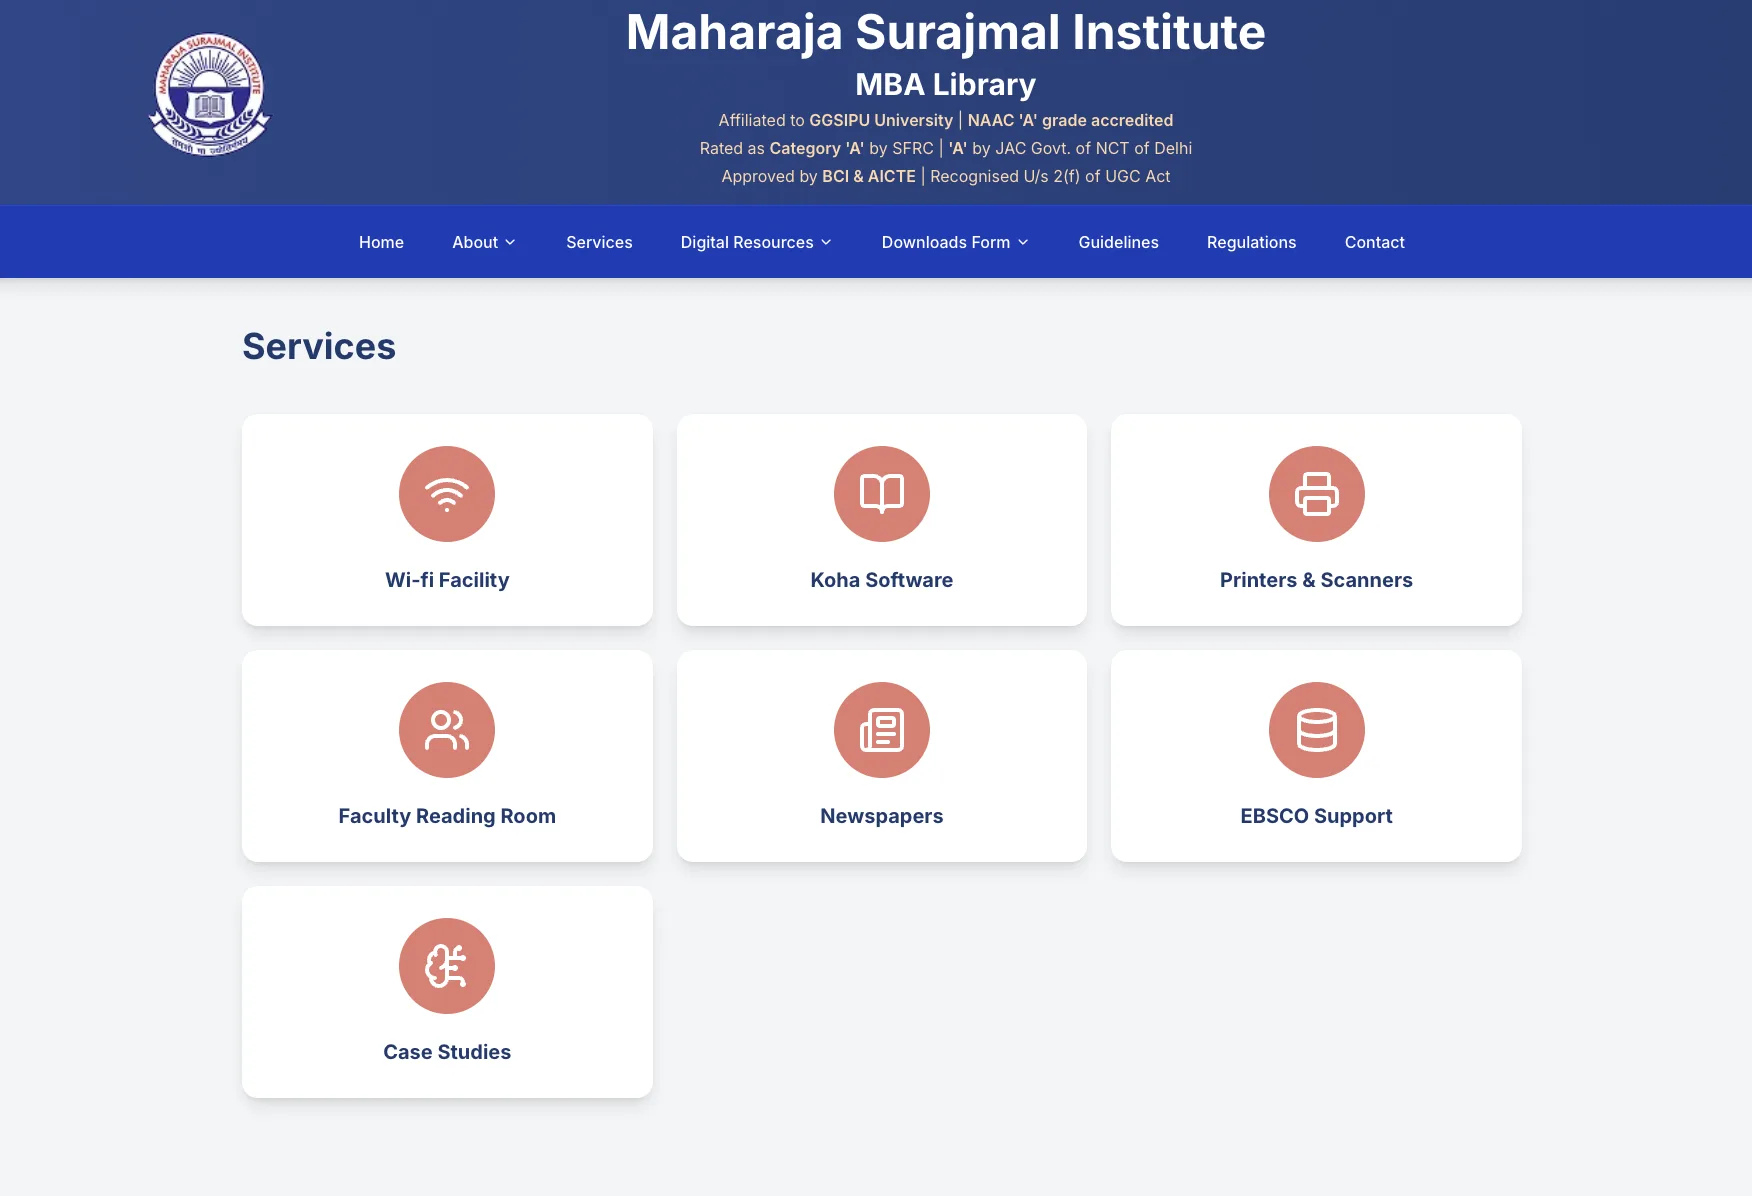 MAHARAJA SURAJMAL INSTITUTE
Maharaja Surajmal Institute
MBA Library
Affiliated to GGSIPU University | NAAC 'A' grade accredited
Rated as Category 'A' by SFRC | 'A' by JAC Govt. of NCT of Delhi
Approved by BCI & AICTE | Recognised U/s 2(f) of UGC Act
Home About Services Digital Resources Downloads Form Guidelines Regulations Contact
Services
Wi-fi Facility Koha Software Printers & Scanners
Faculty Reading Room Newspapers EBSCO Support
Case Studies